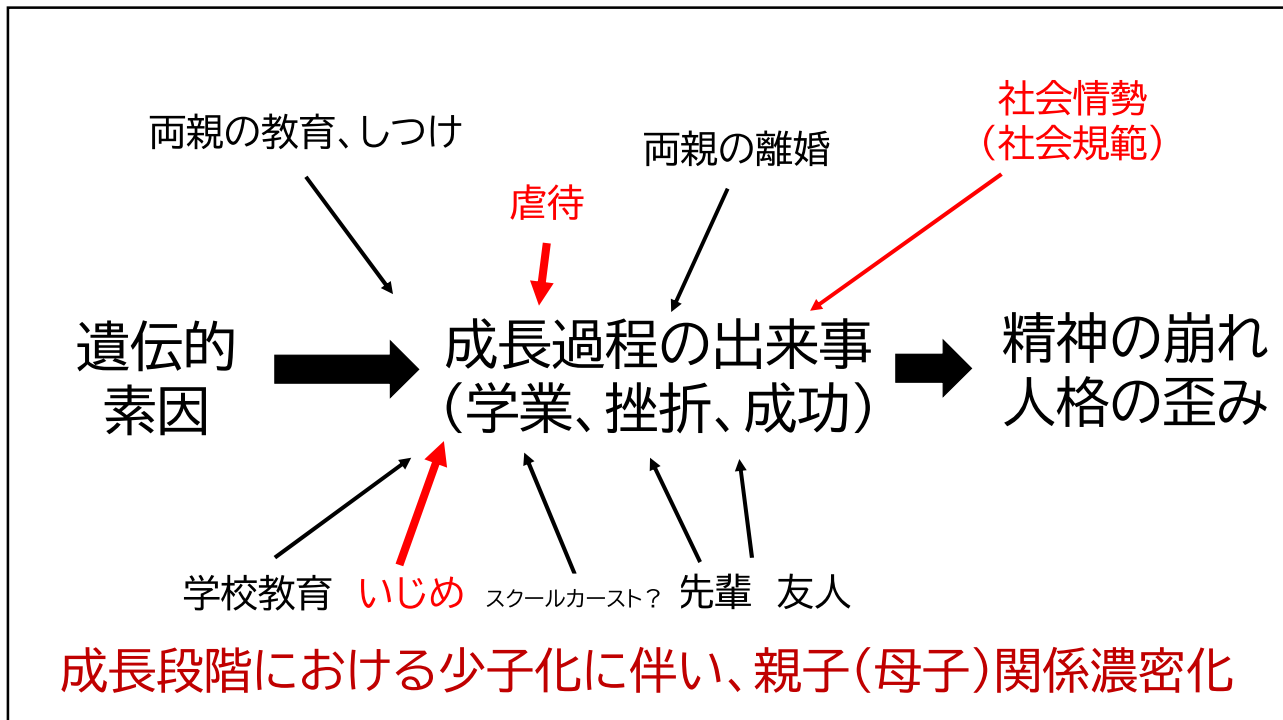 社会情勢
（社会規範）
両親の教育、しつけ
両親の離婚
虐待
遺伝的
素因
成長過程の出来事
（学業、挫折、成功）
精神の崩れ
人格の歪み
学校教育
いじめ
スクールカースト？
先輩
友人
成長段階における少子化に伴い、親子（母子）関係濃密化